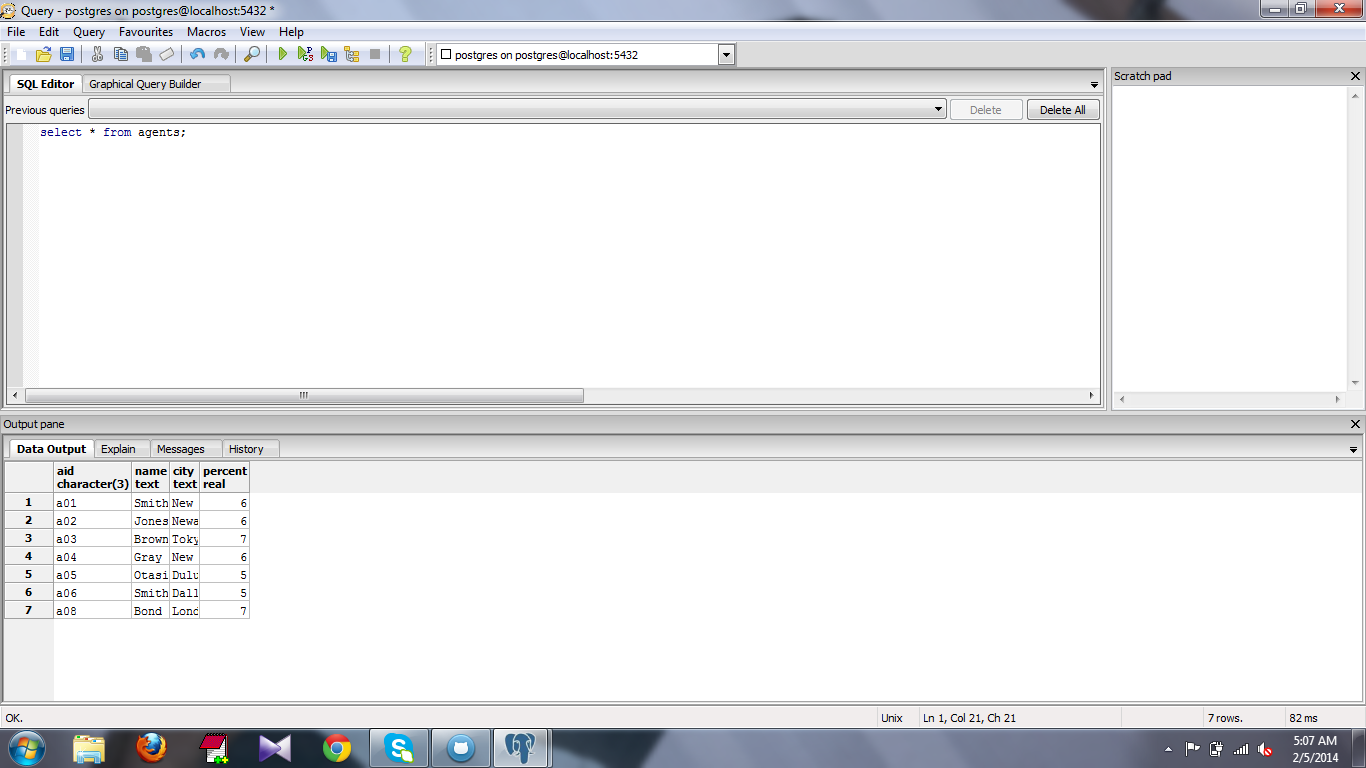 Query - postgres on postgres@localhost:5432 *
File Edit Query Favourites Macros View Help
postgres on postgres@localhost:5432
SQL Editor Graphical Query Builder
Scratch pad
Previous queries Delete Delete All
select * from agents;
Output pane
Data Output Explain Messages History
aid name city percent
character(3) text text real
1 a01 Smith New 6
2 a02 Jones Newa 6
3 a03 Brown Toky 7
4 a04 Gray New 6
5 a05 Otasi Dulu 5
6 a06 Smith Dall 5
7 a08 Bond Lond 7
OK. Unix Ln 1, Col 21, Ch 21 7 rows. 82 ms
5:07 AM
2/5/2014